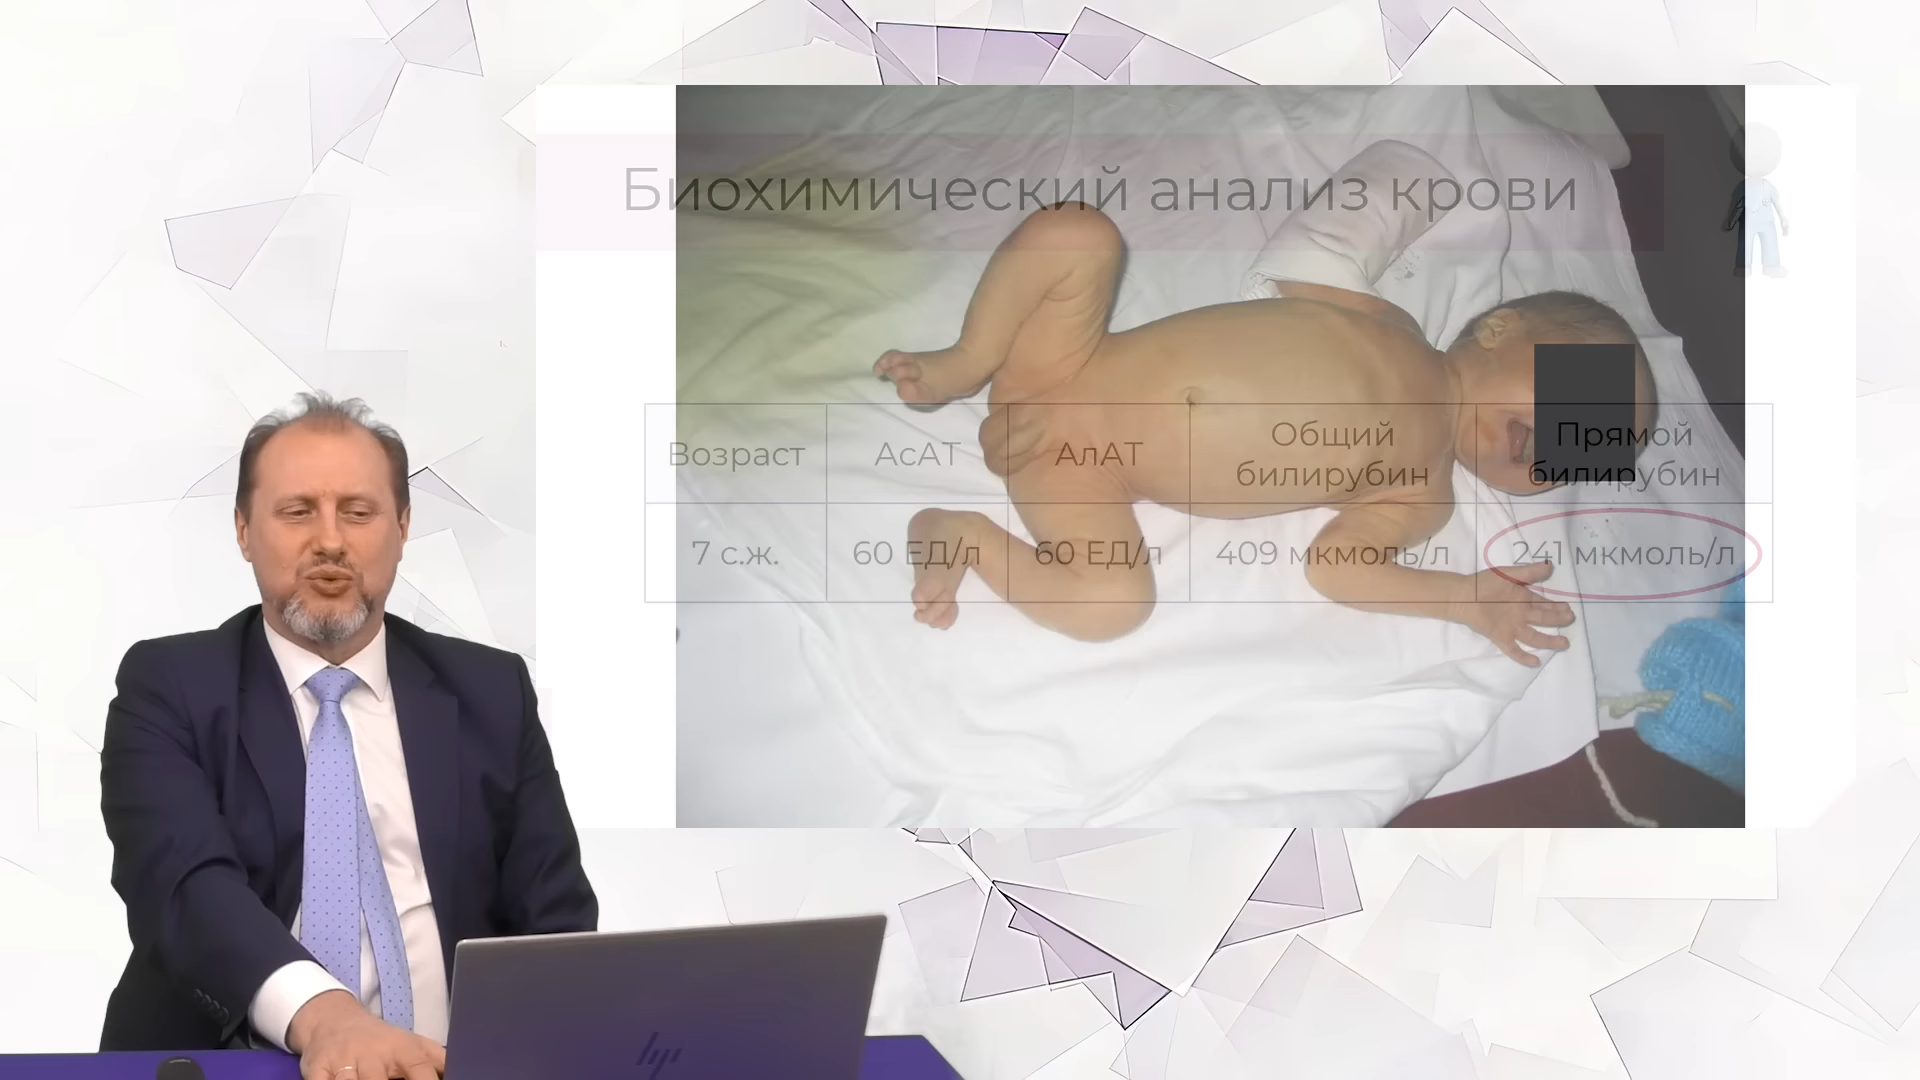 Биохимический анализ крови
Возраст
АсАТ
АлАТ
Общий
билирубин
Прямой
билирубин
7 с.ж.
60 ЕД/л
60 ЕД/л
409 мкмоль/л
241 мкмоль/л
hp